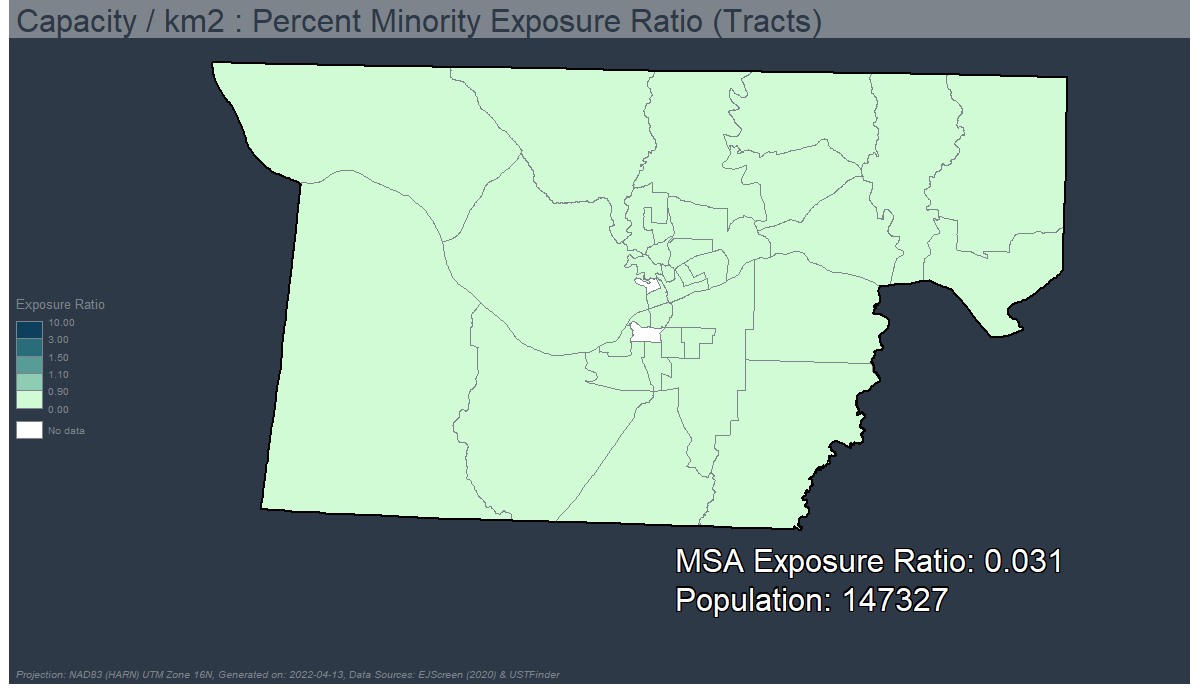 Capacity / km2 : Percent Minority Exposure Ratio (Tracts)
Exposure Ratio
10.00
3.00
1.50
1.10
0.90
0.00
No data
MSA Exposure Ratio: 0.031
Population: 147327
Projection: NAD83 (HARN) UTM Zone 16N, Generated on: 2022-04-13, Data Sources: EJScreen (2020) & USTFinder